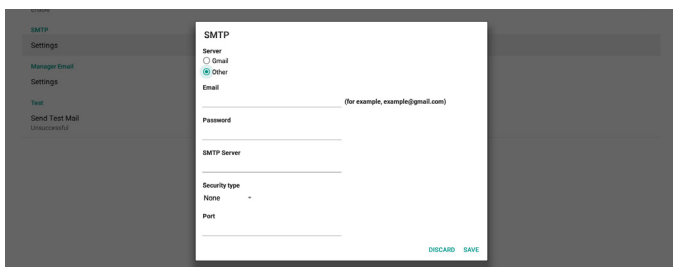 Enable
SMTP
Settings
Manager Email
Settings
Test
Send Test Mail
Unsuccessful
SMTP
Server
Gmail
Other
Email
(for example, example@gmail.com)
Password
SMTP Server
Security type
None
Port
DISCARD SAVE